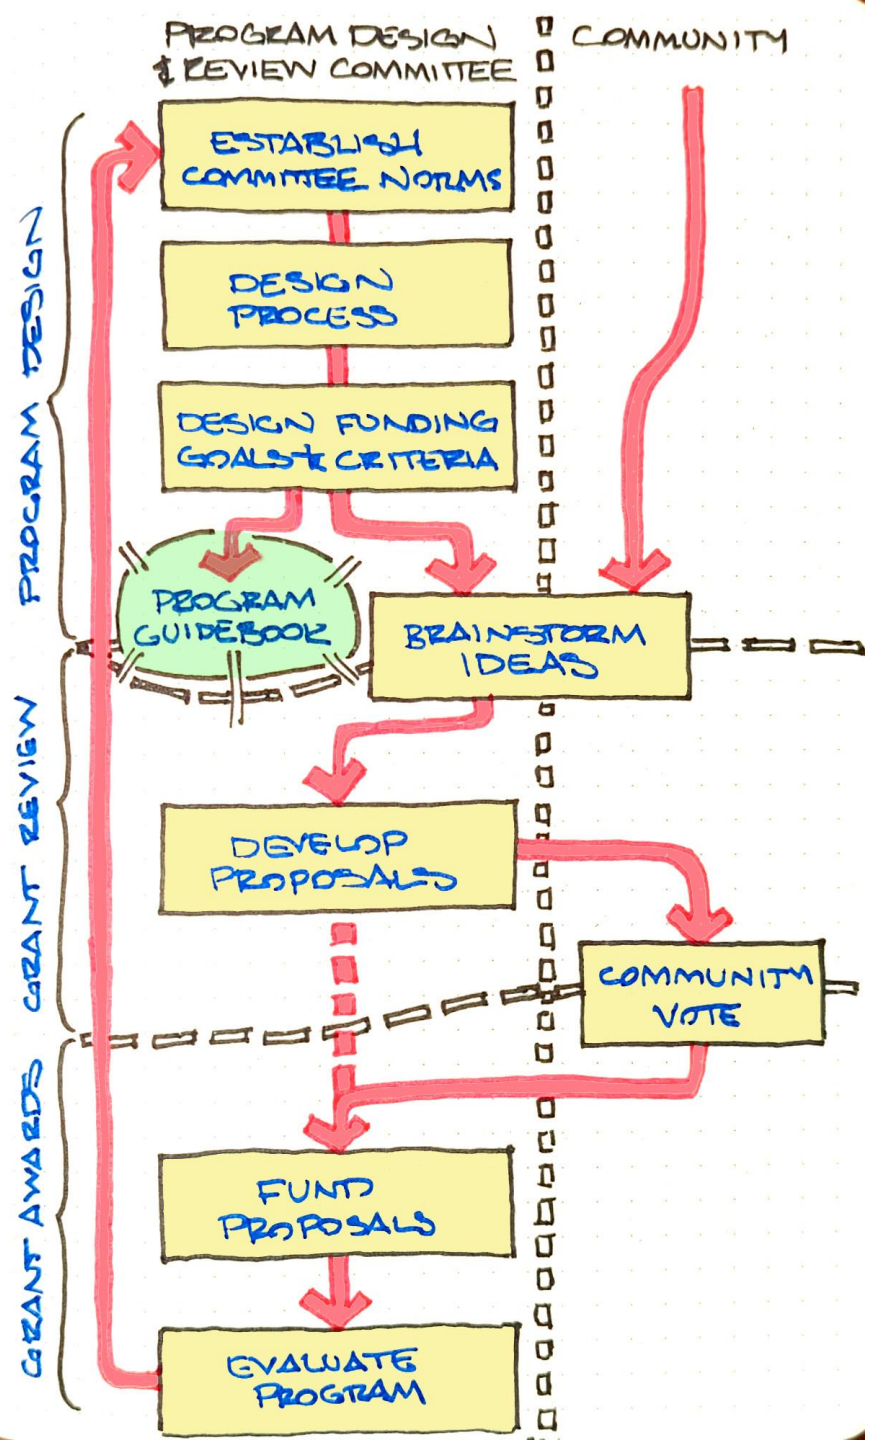 PROGRAM DESIGN
& REVIEW COMMITTEE
COMMUNITY
ESTABLISH
COMMITTEE NORMS
DESIGN
PROCESS
DESIGN FUNDING
GOALS & CRITERIA
PROGRAM DESIGN
PROGRAM
GUIDEBOOK
BRAINSTORM
IDEAS
GRANT REVIEW
DEVELOP
PROPOSALS
COMMUNITY
VOTE
GRANT AWARDS
FUND
PROPOSALS
EVALUATE
PROGRAM